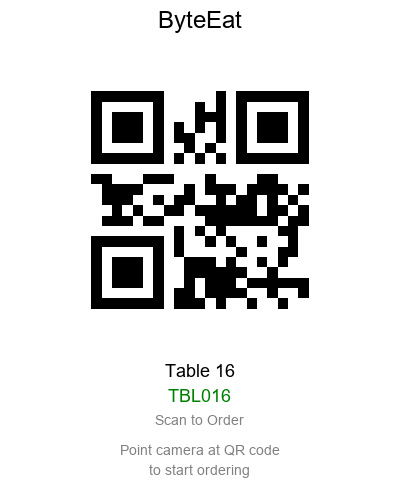 ByteEat
Table 16
TBL016
Scan to Order
Point camera at QR code
to start ordering